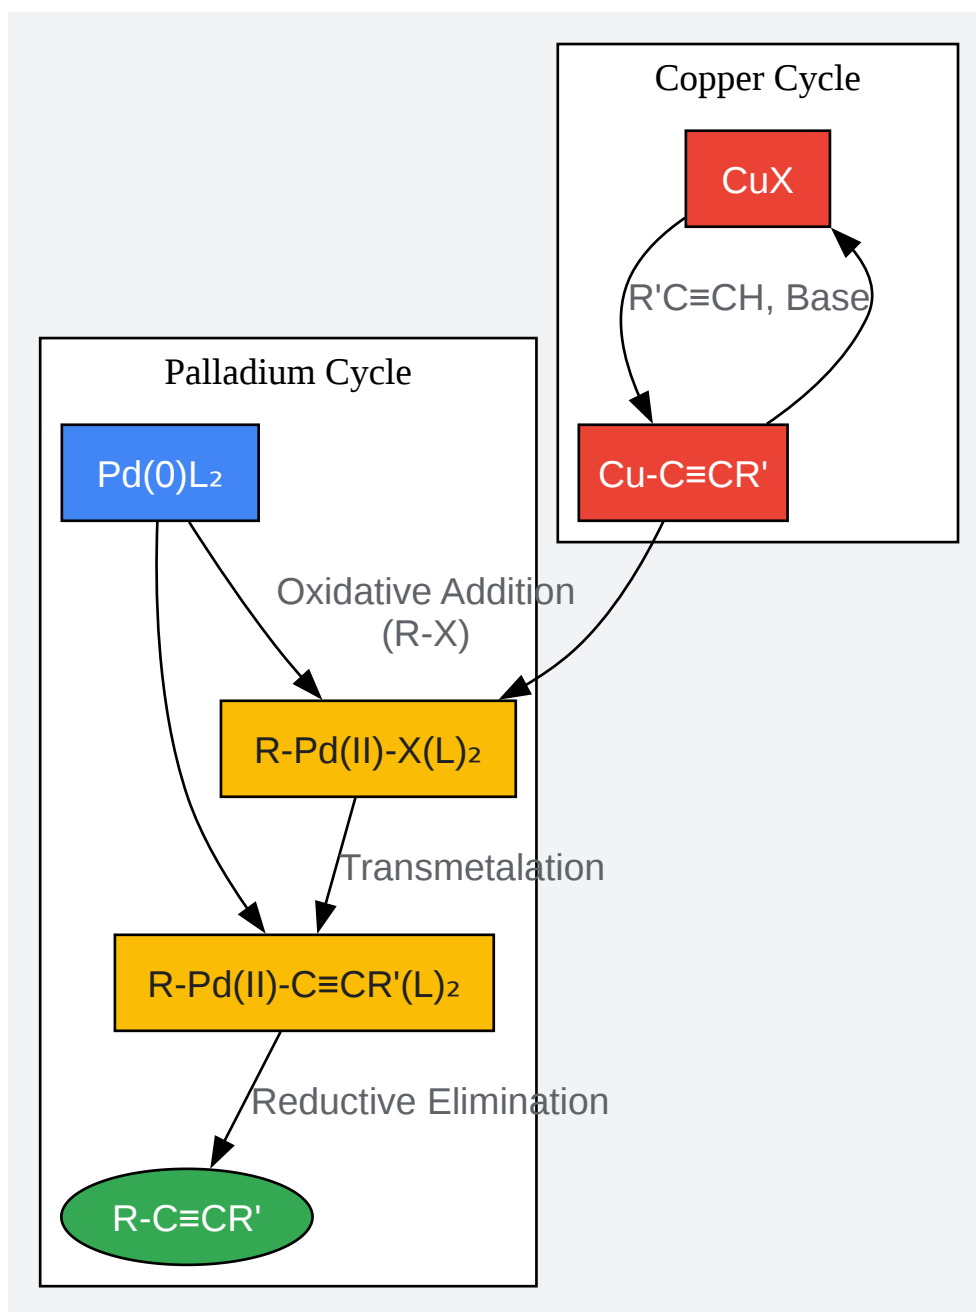 Copper Cycle
CuX
R'C≡CH, Base
Palladium Cycle
Pd(0)L₂
Cu-C≡CR'
Oxidative Addition
(R-X)
R-Pd(II)-X(L)₂
Transmetalation
R-Pd(II)-C≡CR'(L)₂
Reductive Elimination
R-C≡CR'